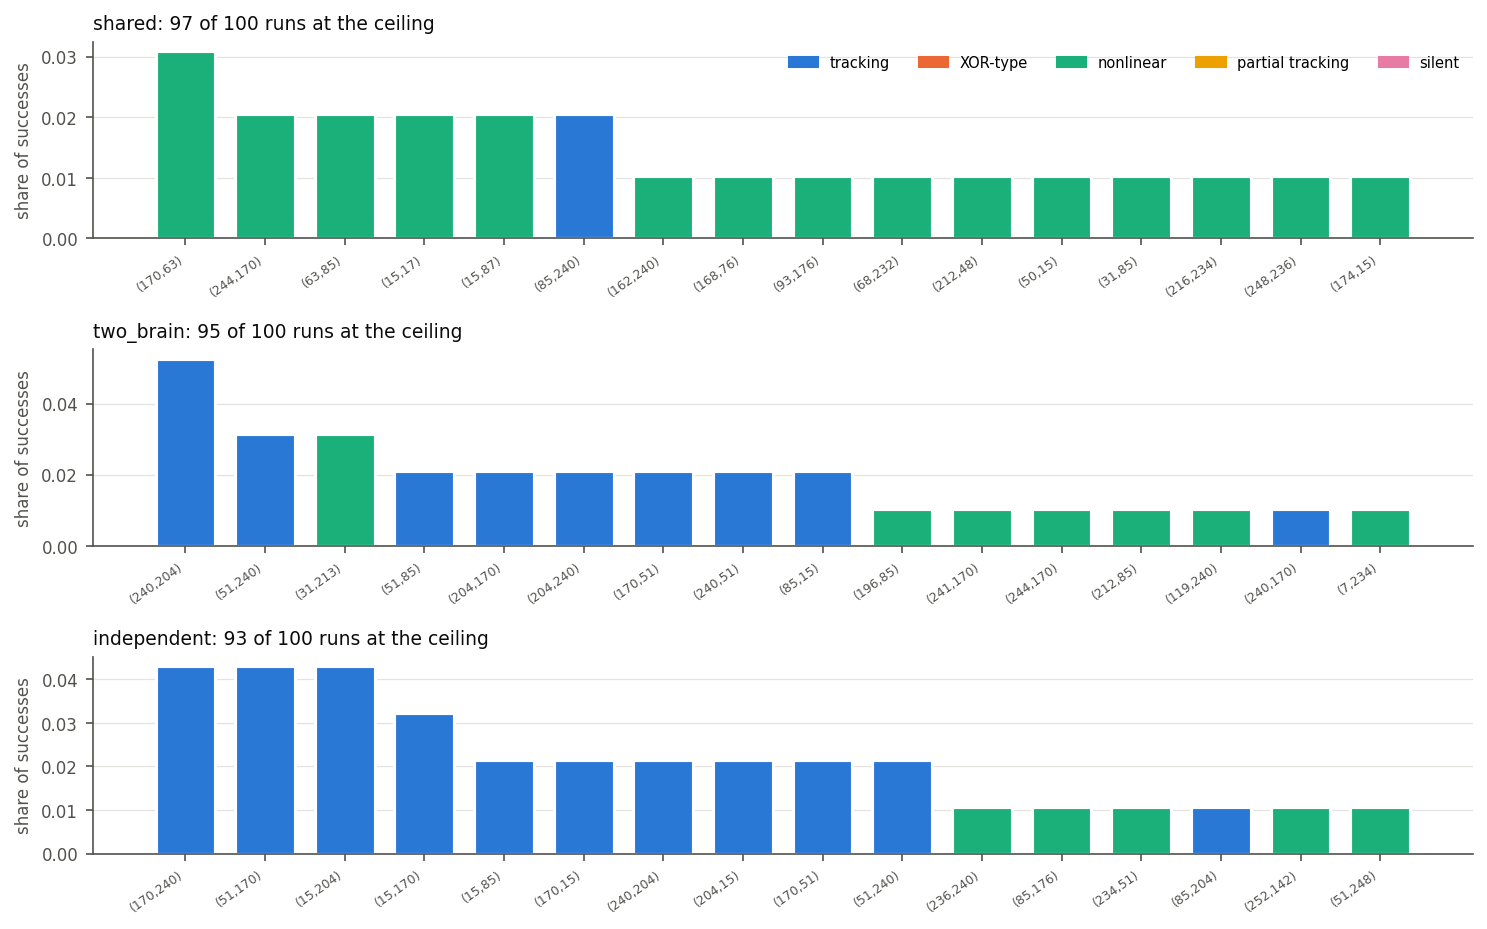 shared: 97 of 100 runs at the ceiling
share of successes
0.03
0.02
0.01
0.00
tracking XOR-type nonlinear partial tracking silent
(170,63) (244,170) (63,85) (15,17) (15,87) (85,240) (162,240) (168,76) (93,176) (68,232) (212,48) (50,15) (31,85) (216,234) (248,236) (174,15)
two_brain: 95 of 100 runs at the ceiling
share of successes
0.04
0.02
0.00
(240,204) (51,240) (31,213) (51,85) (204,170) (204,240) (170,51) (240,51) (85,15) (196,85) (241,170) (244,170) (212,85) (119,240) (240,170) (7,234)
independent: 93 of 100 runs at the ceiling
share of successes
0.04
0.03
0.02
0.01
0.00
(170,240) (51,170) (15,204) (15,170) (15,85) (170,15) (240,204) (204,15) (170,51) (51,240) (236,240) (85,176) (234,51) (85,204) (252,142) (51,248)